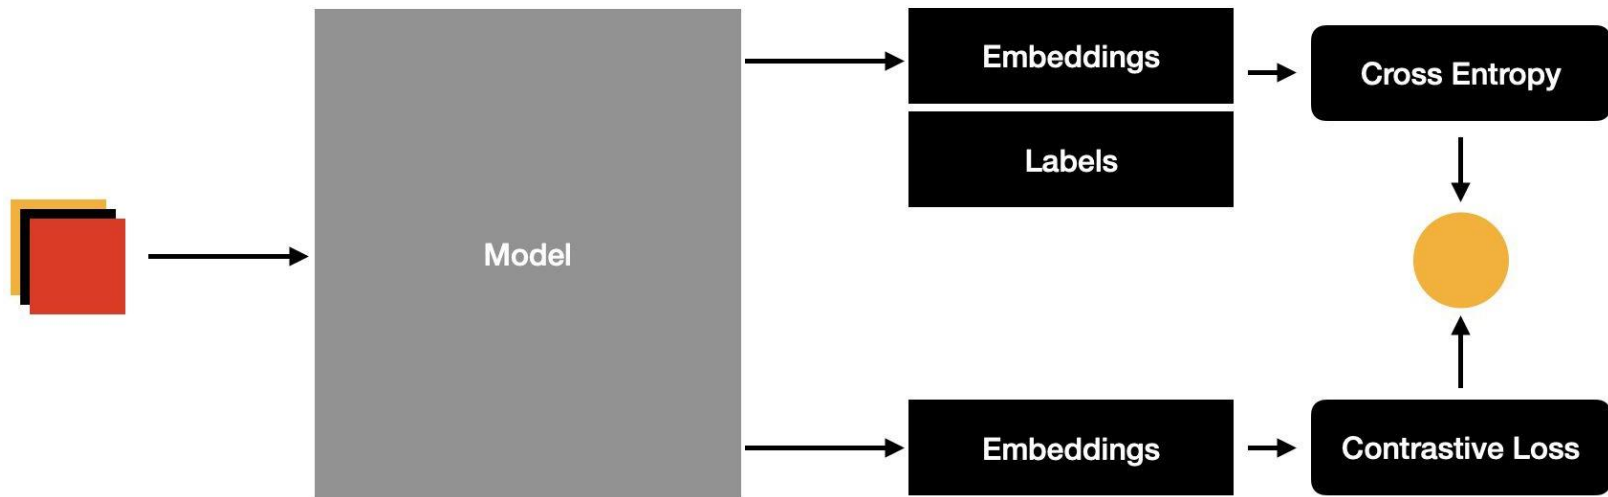 Model
Embeddings
Labels
Cross Entropy
Embeddings
Contrastive Loss